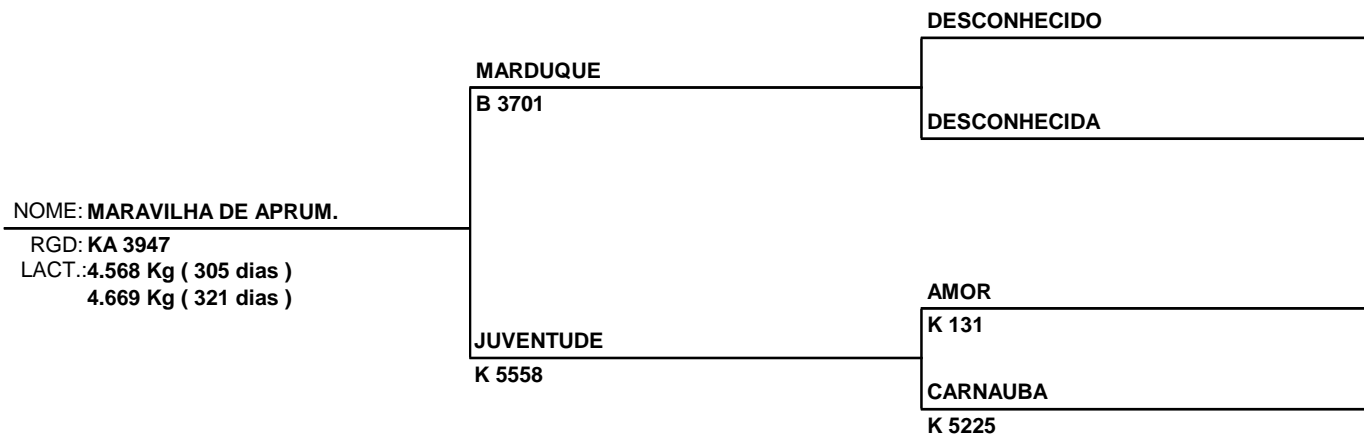 DESCONHECIDO
MARDUQUE
B 3701
DESCONHECIDA
NOME: MARAVILHA DE APRUM.
RGD: KA 3947
LACT.:4.568 Kg ( 305 dias )
4.669 Kg ( 321 dias )
AMOR
K 131
JUVENTUDE
K 5558
CARNAUBA
K 5225